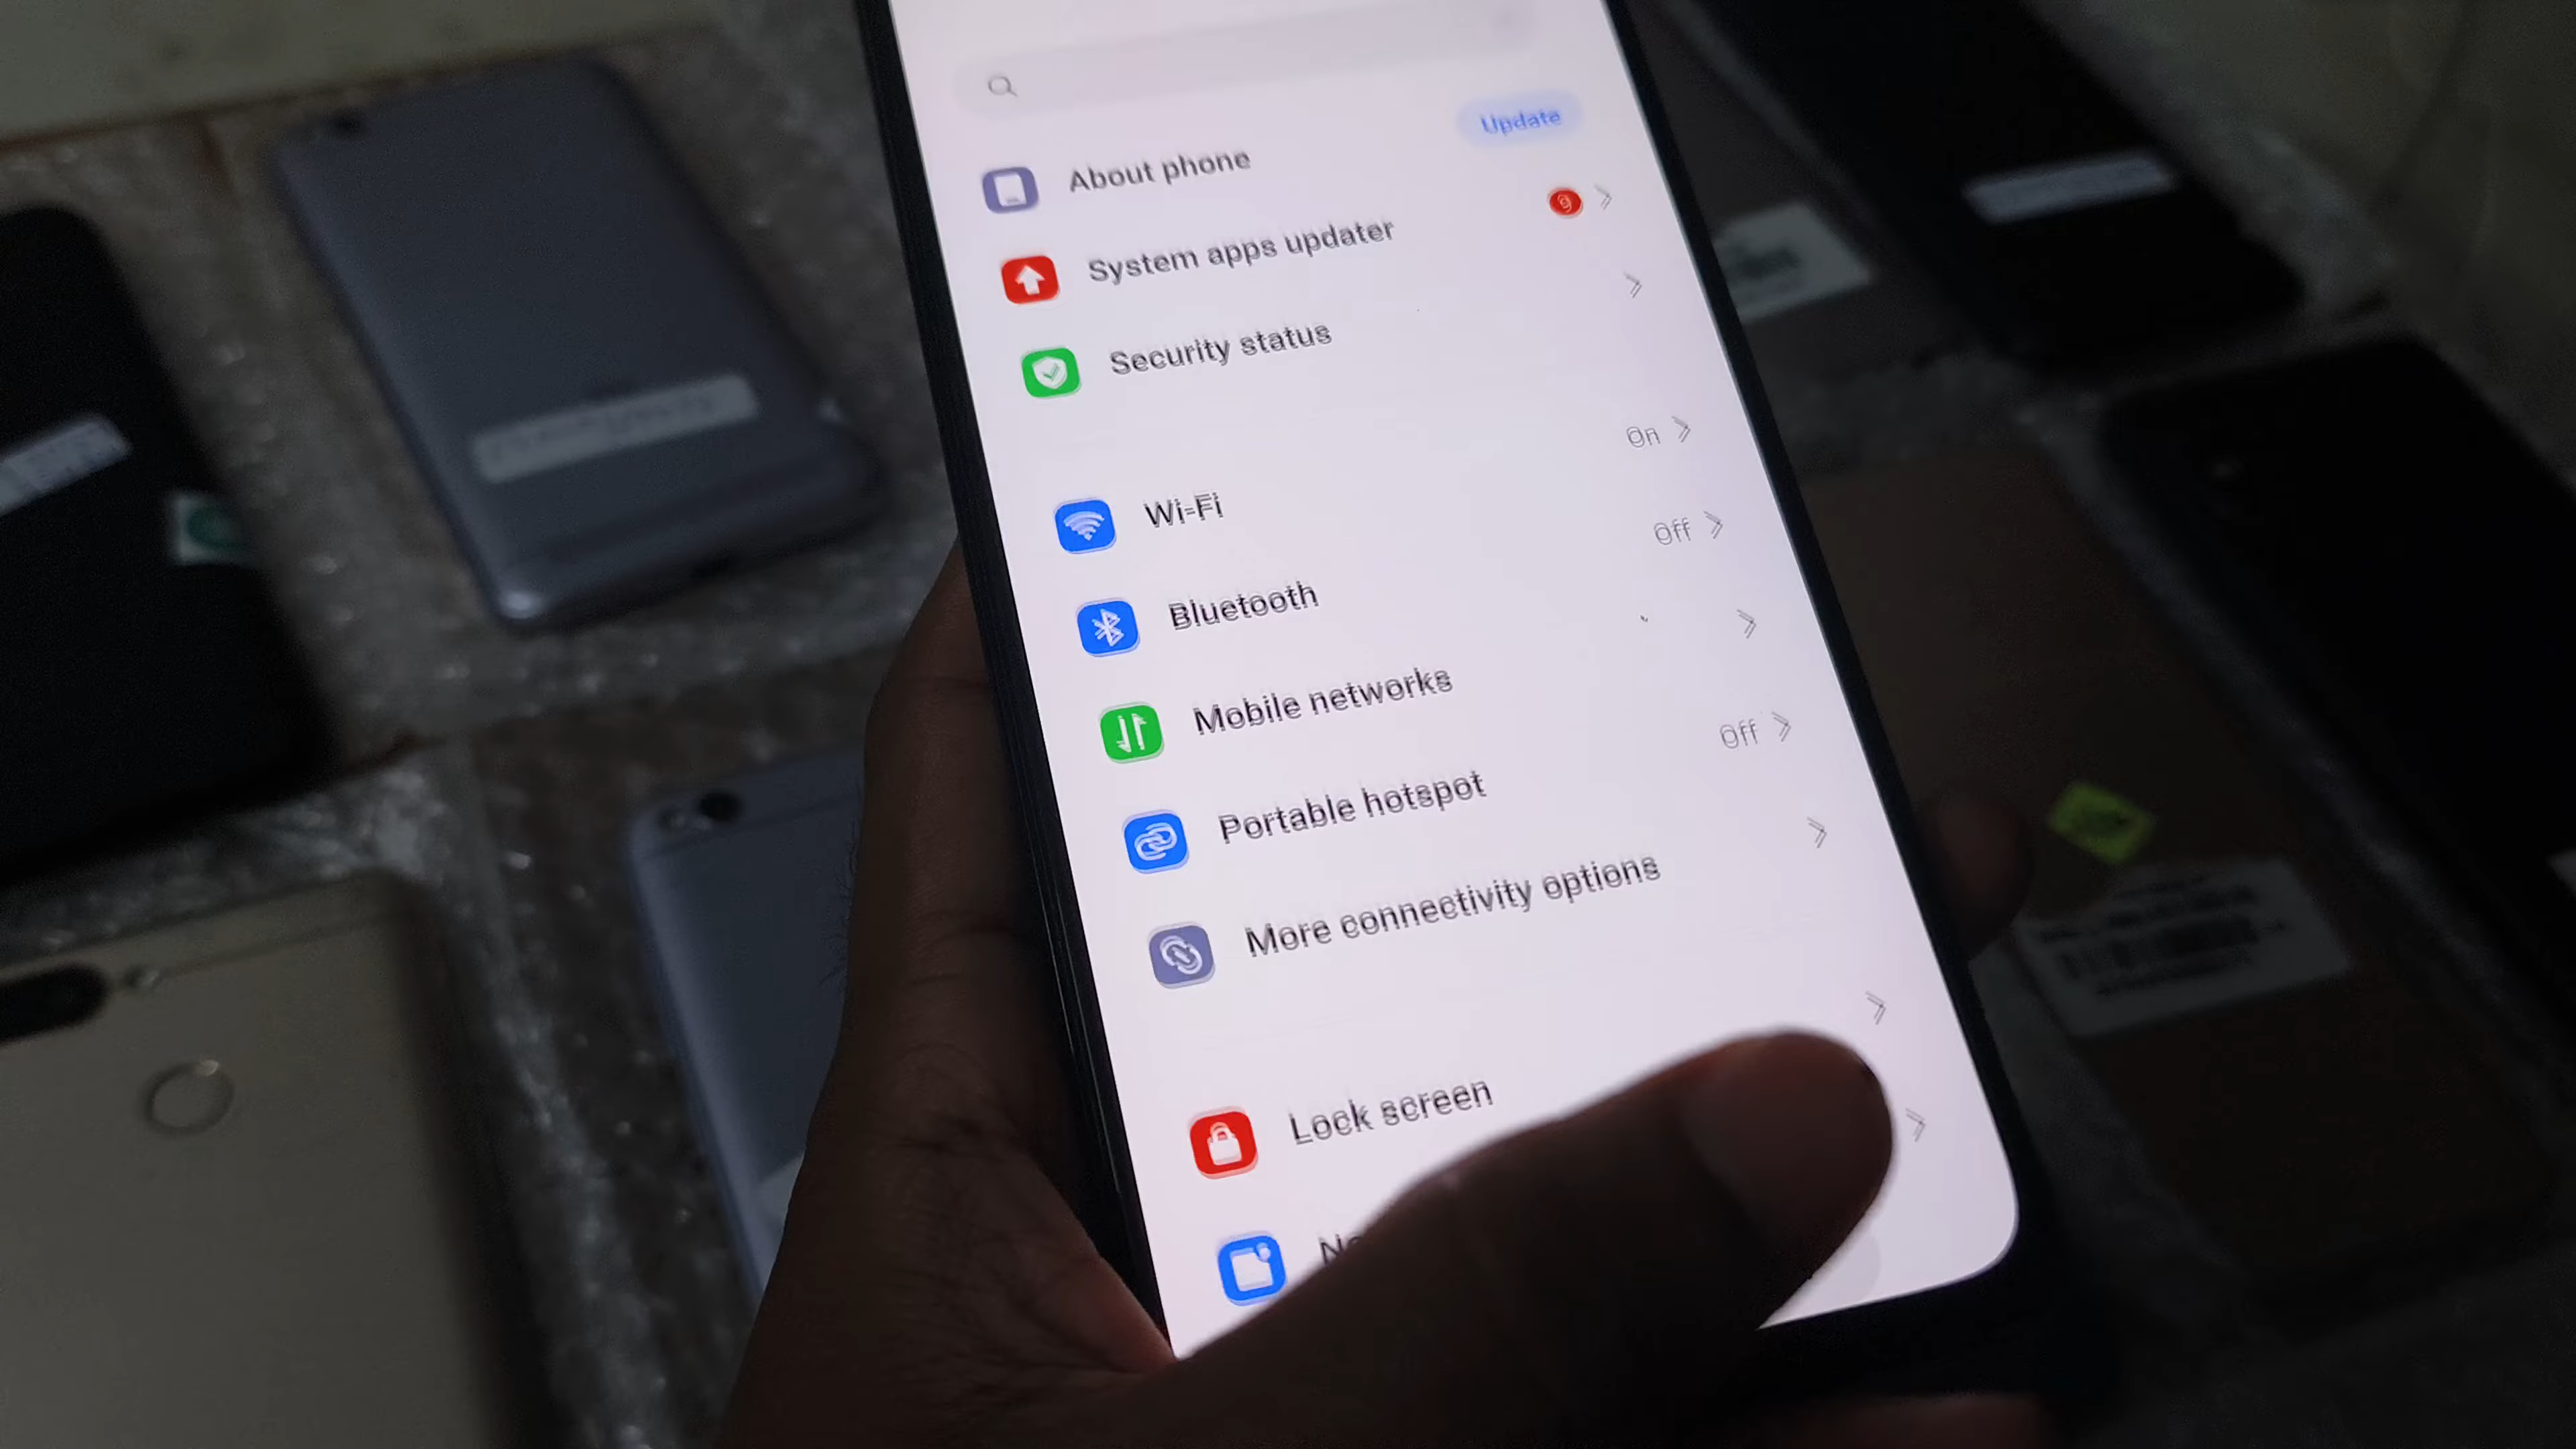 Update
About phone
9
System apps updater
Security status
On
Wi-Fi
Off
Bluetooth
Mobile networks
Off
Portable hotspot
More connectivity options
Lock screen